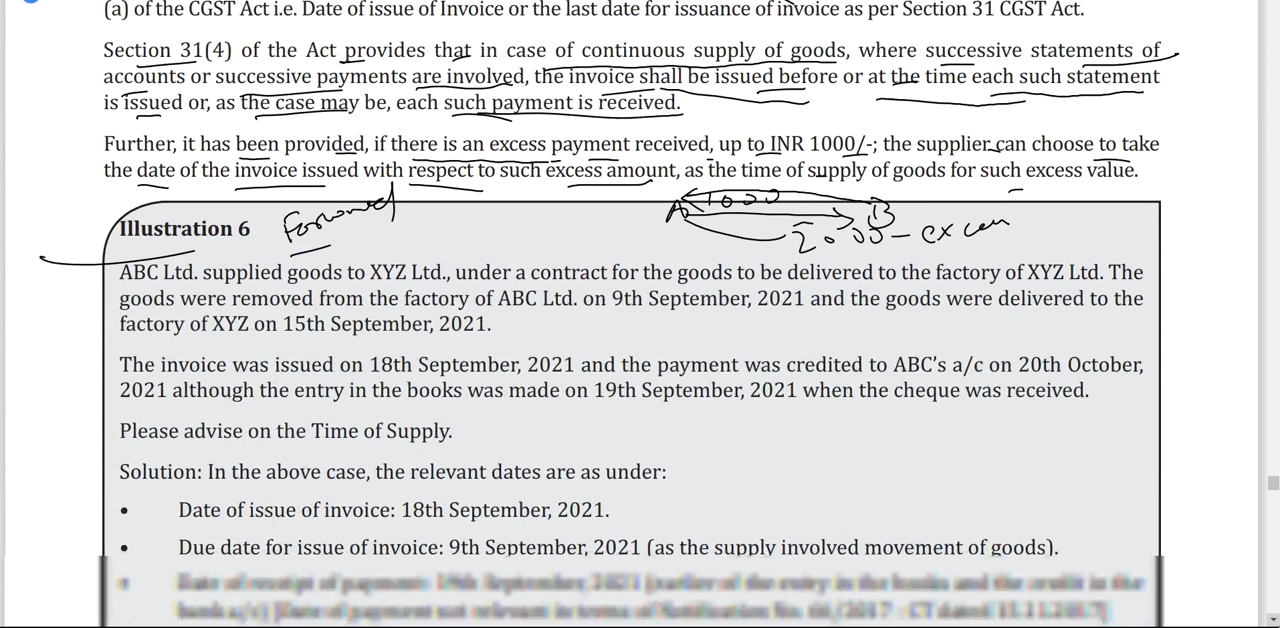 (a) of the CGST Act i.e. Date of issue of Invoice or the last date for issuance of invoice as per Section 31 CGST Act.
Section 31(4) of the Act provides that in case of continuous supply of goods, where successive statements of
accounts or successive payments are involved, the invoice shall be issued before or at the time each such statement
is issued or, as the case may be, each such payment is received.
Further, it has been provided, if there is an excess payment received, up to INR 1000/-; the supplier can choose to take
the date of the invoice issued with respect to such excess amount, as the time of supply of goods for such excess value.
A 1000 B
Illustration 6 Forward
2000 - excess
ABC Ltd. supplied goods to XYZ Ltd., under a contract for the goods to be delivered to the factory of XYZ Ltd. The
goods were removed from the factory of ABC Ltd. on 9th September, 2021 and the goods were delivered to the
factory of XYZ on 15th September, 2021.
The invoice was issued on 18th September, 2021 and the payment was credited to ABC's a/c on 20th October,
2021 although the entry in the books was made on 19th September, 2021 when the cheque was received.
Please advise on the Time of Supply.
Solution: In the above case, the relevant dates are as under:
• Date of issue of invoice: 18th September, 2021.
• Due date for issue of invoice: 9th September, 2021 (as the supply involved movement of goods).